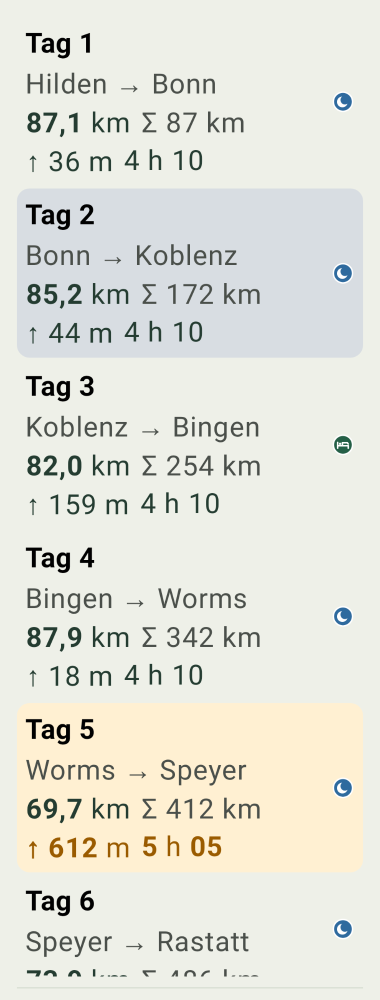 Tag 1
Hilden → Bonn
87,1 km Σ 87 km
↑ 36 m 4 h 10
Tag 2
Bonn → Koblenz
85,2 km Σ 172 km
↑ 44 m 4 h 10
Tag 3
Koblenz → Bingen
82,0 km Σ 254 km
↑ 159 m 4 h 10
Tag 4
Bingen → Worms
87,9 km Σ 342 km
↑ 18 m 4 h 10
Tag 5
Worms → Speyer
69,7 km Σ 412 km
↑ 612 m 5 h 05
Tag 6
Speyer → Rastatt
km Σ km